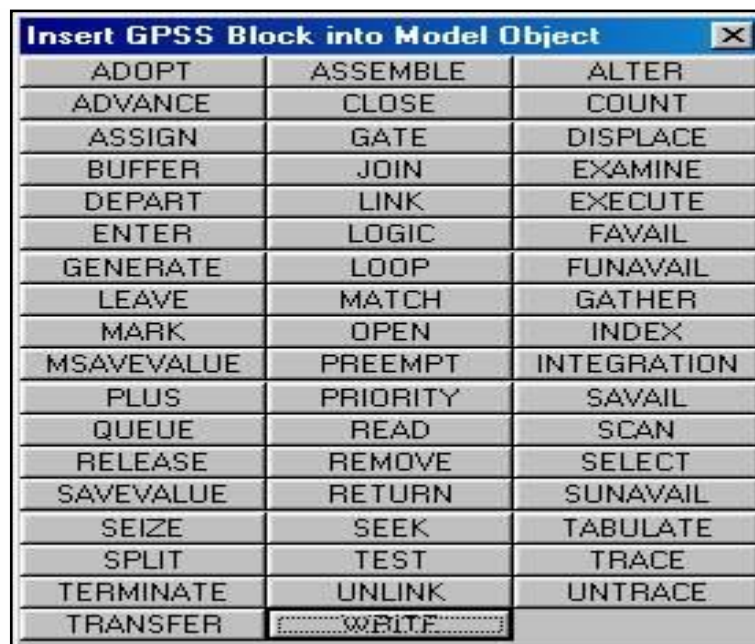 Insert GPSS Block into Model Object
ADOPT ASSEMBLE ALTER
ADVANCE CLOSE COUNT
ASSIGN GATE DISPLACE
BUFFER JOIN EXAMINE
DEPART LINK EXECUTE
ENTER LOGIC FAVAIL
GENERATE LOOP FUNAVAIL
LEAVE MATCH GATHER
MARK OPEN INDEX
MSAVEVALUE PREEMPT INTEGRATION
PLUS PRIORITY SAVAIL
QUEUE READ SCAN
RELEASE REMOVE SELECT
SAVEVALUE RETURN SUNAVAIL
SEIZE SEEK TABULATE
SPLIT TEST TRACE
TERMINATE UNLINK UNTRACE
TRANSFER WRITE